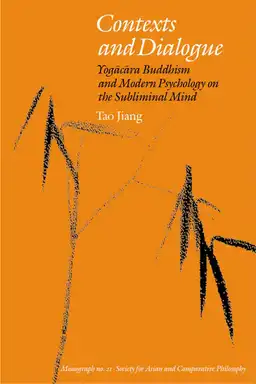 Contexts
and Dialogue
Yogācāra Buddhism
and Modern Psychology on
the Subliminal Mind
Tao Jiang
Monograph no. 21 · Society for Asian and Comparative Philosophy